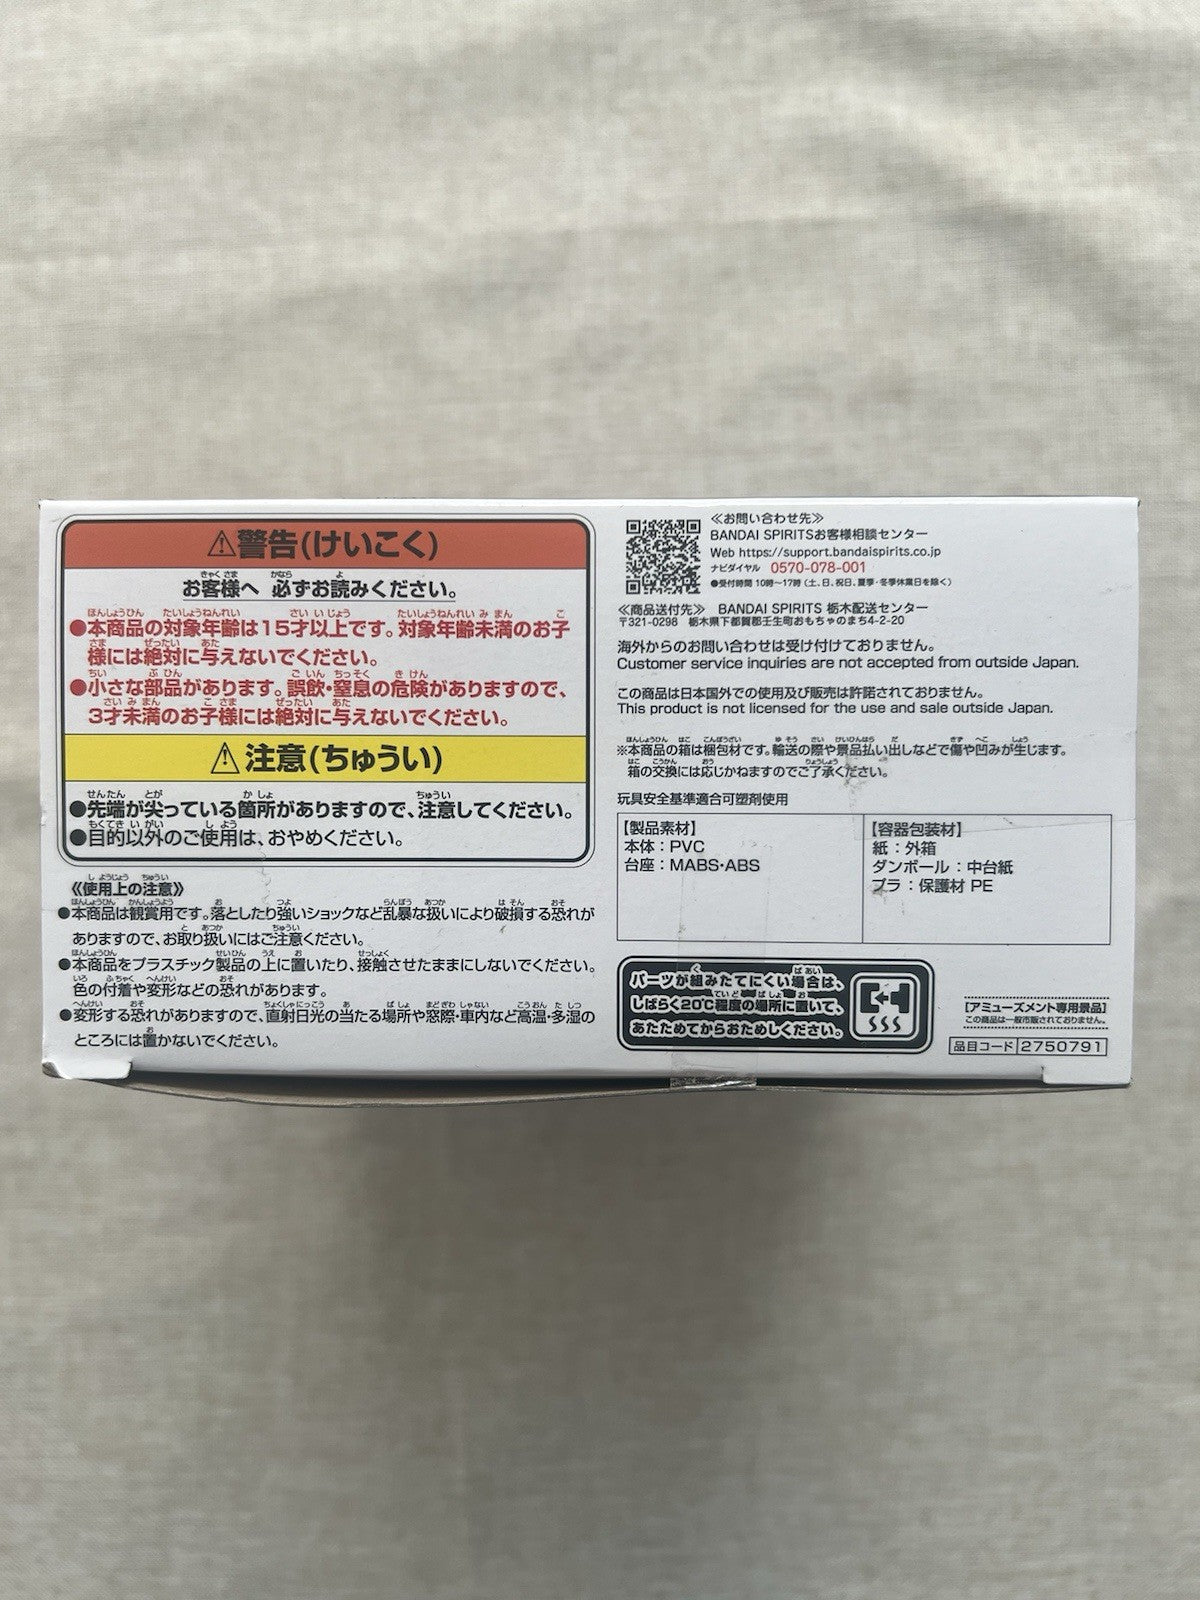 ⚠警告(けいこく)
お客様へ 必ずお読みください。
●本商品の対象年齢は15才以上です。対象年齢未満のお子
様には絶対に与えないでください。
●小さな部品があります。誤飲・窒息の危険がありますので、
3才未満のお子様には絶対に与えないでください。
⚠注意(ちゅうい)
●先端が尖っている箇所がありますので、注意してください。
●目的以外のご使用は、おやめください。
《使用上の注意》
●本商品は観賞用です。落としたり強いショックなど乱暴な扱いにより破損する恐れが
ありますので、お取り扱いにはご注意ください。
●本商品をプラスチック製品の上に置いたり、接触させたままにしないでください。
色の付着や変形などの恐れがあります。
●変形する恐れがありますので、直射日光の当たる場所や窓際・車内など高温・多湿の
ところには置かないでください。
《お問い合わせ先》
BANDAI SPIRITSお客様相談センター
Web https://support.bandaispirits.co.jp
ナビダイヤル 0570-078-001
●受付時間 10時～17時（土、日、祝日、夏季・冬季休業日を除く）
《商品送付先》 BANDAI SPIRITS 栃木配送センター
〒321-0298 栃木県下都賀郡壬生町おもちゃのまち4-2-20
海外からのお問い合わせは受け付けておりません。
Customer service inquiries are not accepted from outside Japan.
この商品は日本国外での使用及び販売は許諾されておりません。
This product is not licensed for the use and sale outside Japan.
※本商品の箱は梱包材です。輸送の際や景品払い出しなどで傷や凹みが生じます。
箱の交換には応じかねますのでご了承ください。
玩具安全基準適合可塑剤使用
【製品素材】
本体：PVC
台座：MABS・ABS
【容器包装材】
紙：外箱
ダンボール：中台紙
プラ：保護材 PE
パーツが組みたてにくい場合は、
しばらく20℃程度の場所に置いて、
あたためてからおためしください。
【アミューズメント専用景品】
この商品は一般市販されておりません。
品目コード 2750791